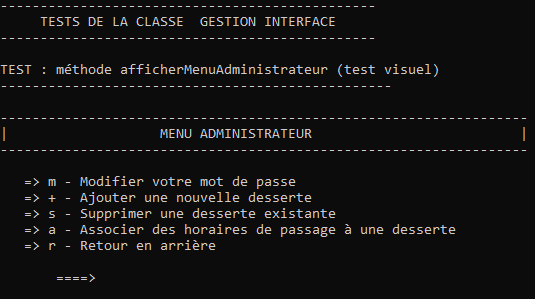 -----------------------------------------------
TESTS DE LA CLASSE  GESTION INTERFACE
-----------------------------------------------
TEST : méthode afficherMenuAdministrateur (test visuel)
-------------------------------------------------
------------------------------------------------------------------
|                   MENU ADMINISTRATEUR                          |
------------------------------------------------------------------
=> m - Modifier votre mot de passe
=> + - Ajouter une nouvelle desserte
=> s - Supprimer une desserte existante
=> a - Associer des horaires de passage à une desserte
=> r - Retour en arrière
====>